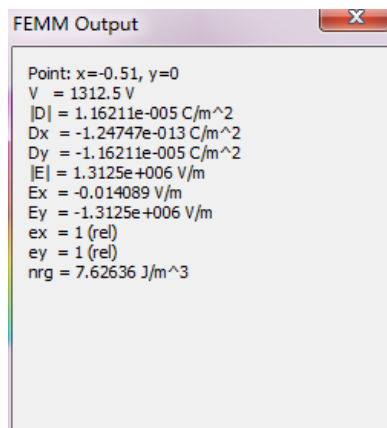 FEMM Output
Point: x=-0.51, y=0
V = 1312.5 V
|D| = 1.16211e-005 C/m^2
Dx = -1.24747e-013 C/m^2
Dy = -1.16211e-005 C/m^2
|E| = 1.3125e+006 V/m
Ex = -0.014089 V/m
Ey = -1.3125e+006 V/m
ex = 1 (rel)
ey = 1 (rel)
nrg = 7.62636 J/m^3